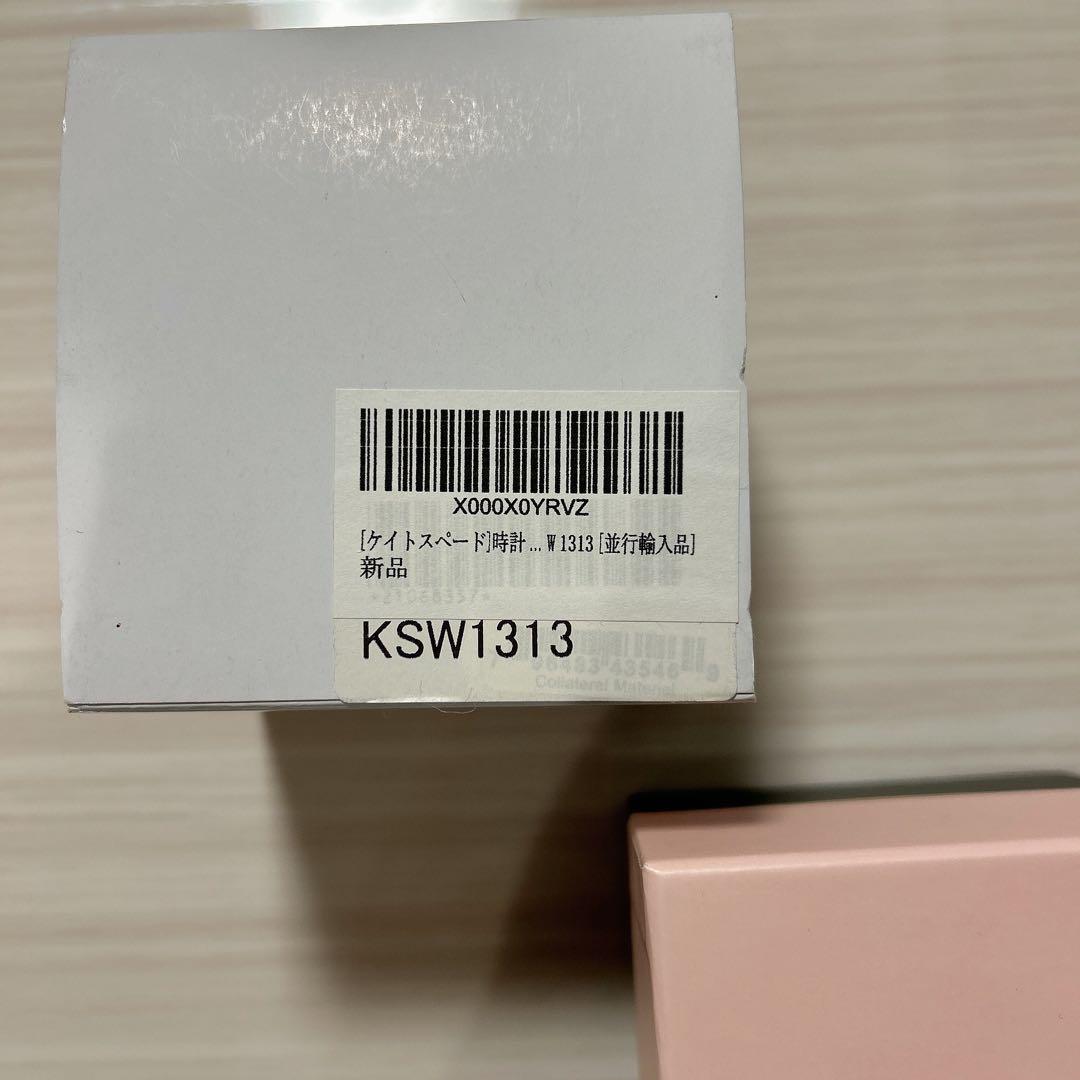 X000X0YRVZ
[ケイトスペード]時計... W 1313 [並行輸入品]
新品
KSW1313
Collateral Material